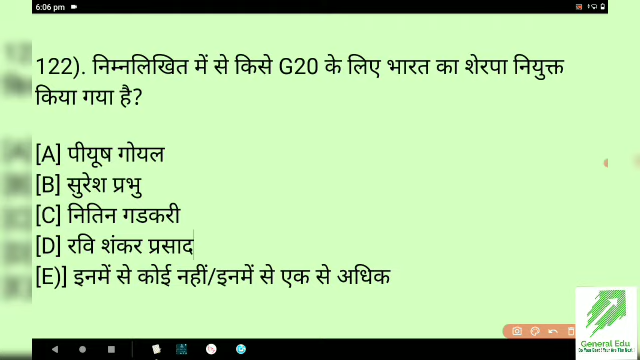 6:06 pm
122). निम्नलिखित में से किसे G20 के लिए भारत का शेरपा नियुक्त
किया गया है?
[A] पीयूष गोयल
[B] सुरेश प्रभु
[C] नितिन गडकरी
[D] रवि शंकर प्रसाद
[E)] इनमें से कोई नहीं/इनमें से एक से अधिक
General Edu